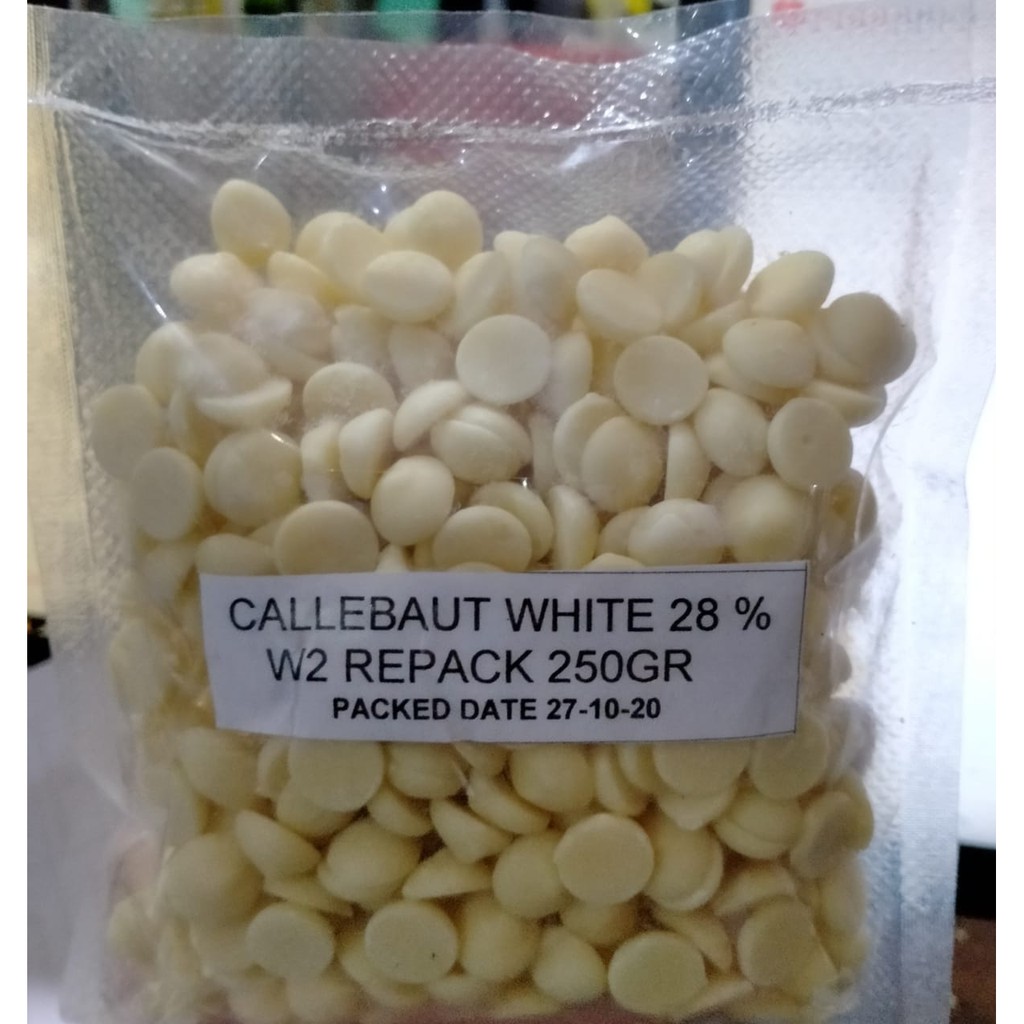 CALLEBAUT WHITE 28 %
W2 REPACK 250GR
PACKED DATE 27-10-20